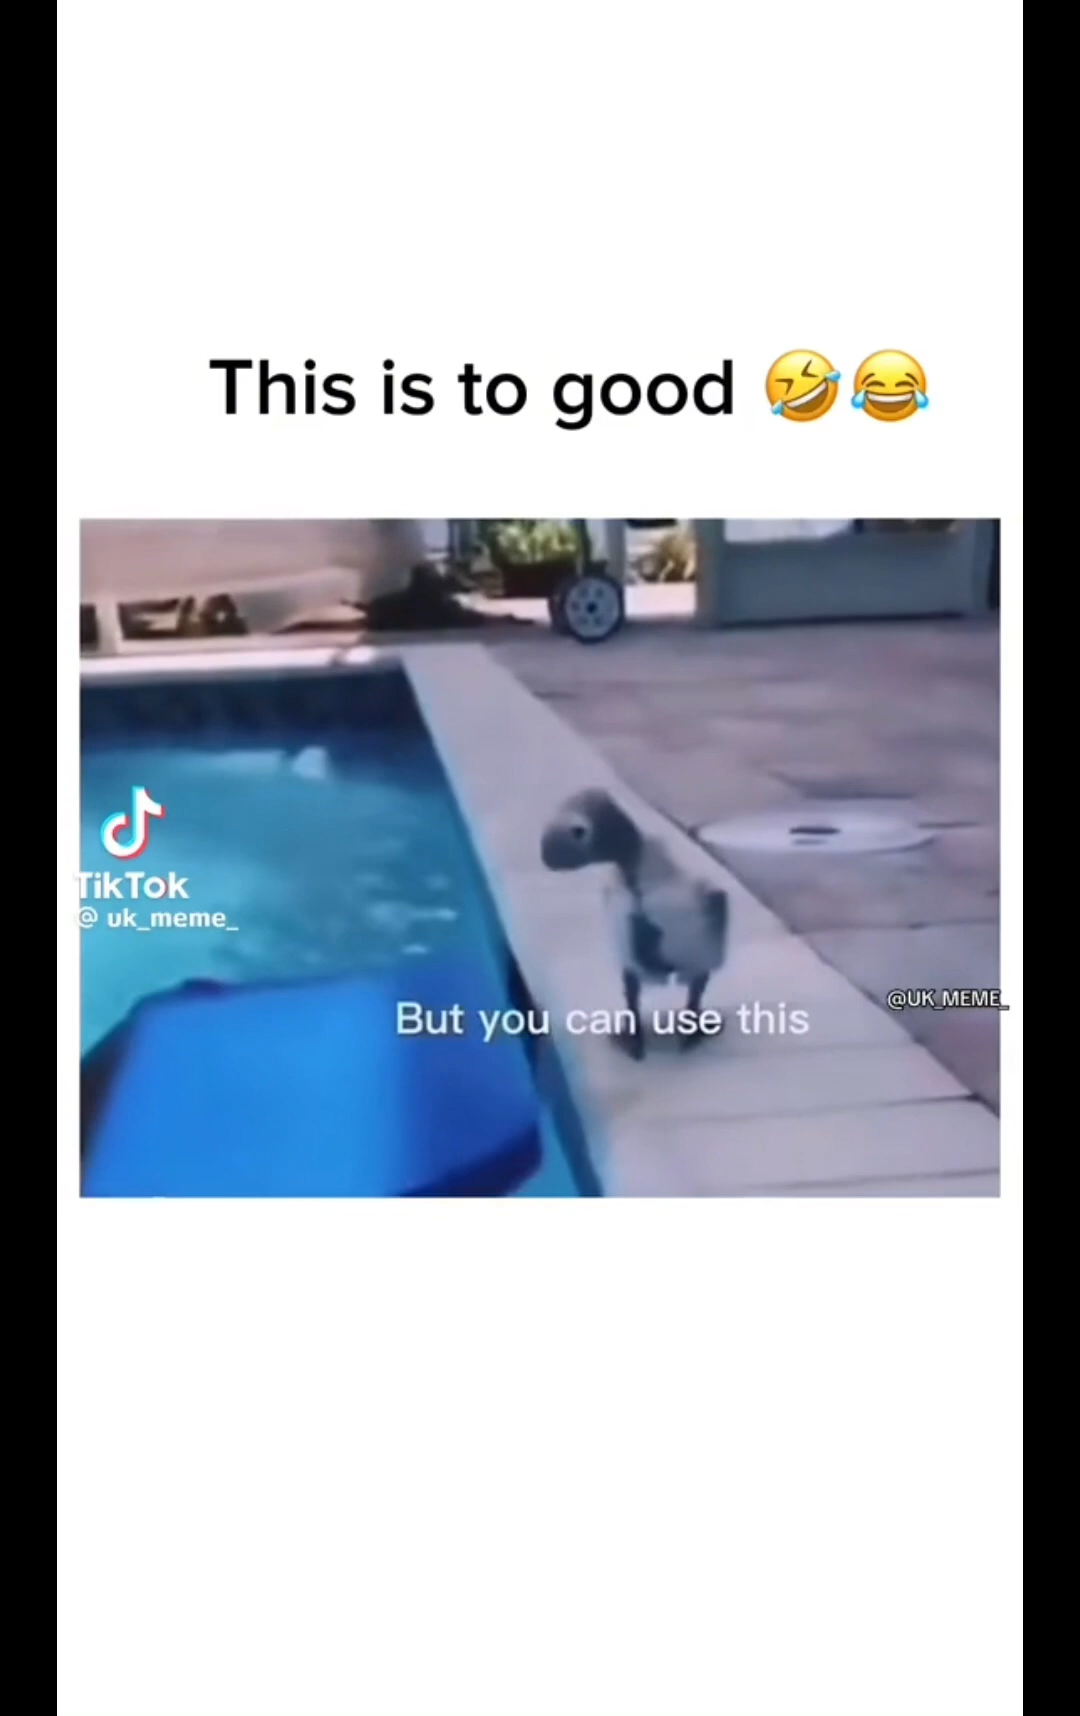 This is to good 🤣😂
TikTok
@ uk_meme_
@UK_MEME_
But you can use this